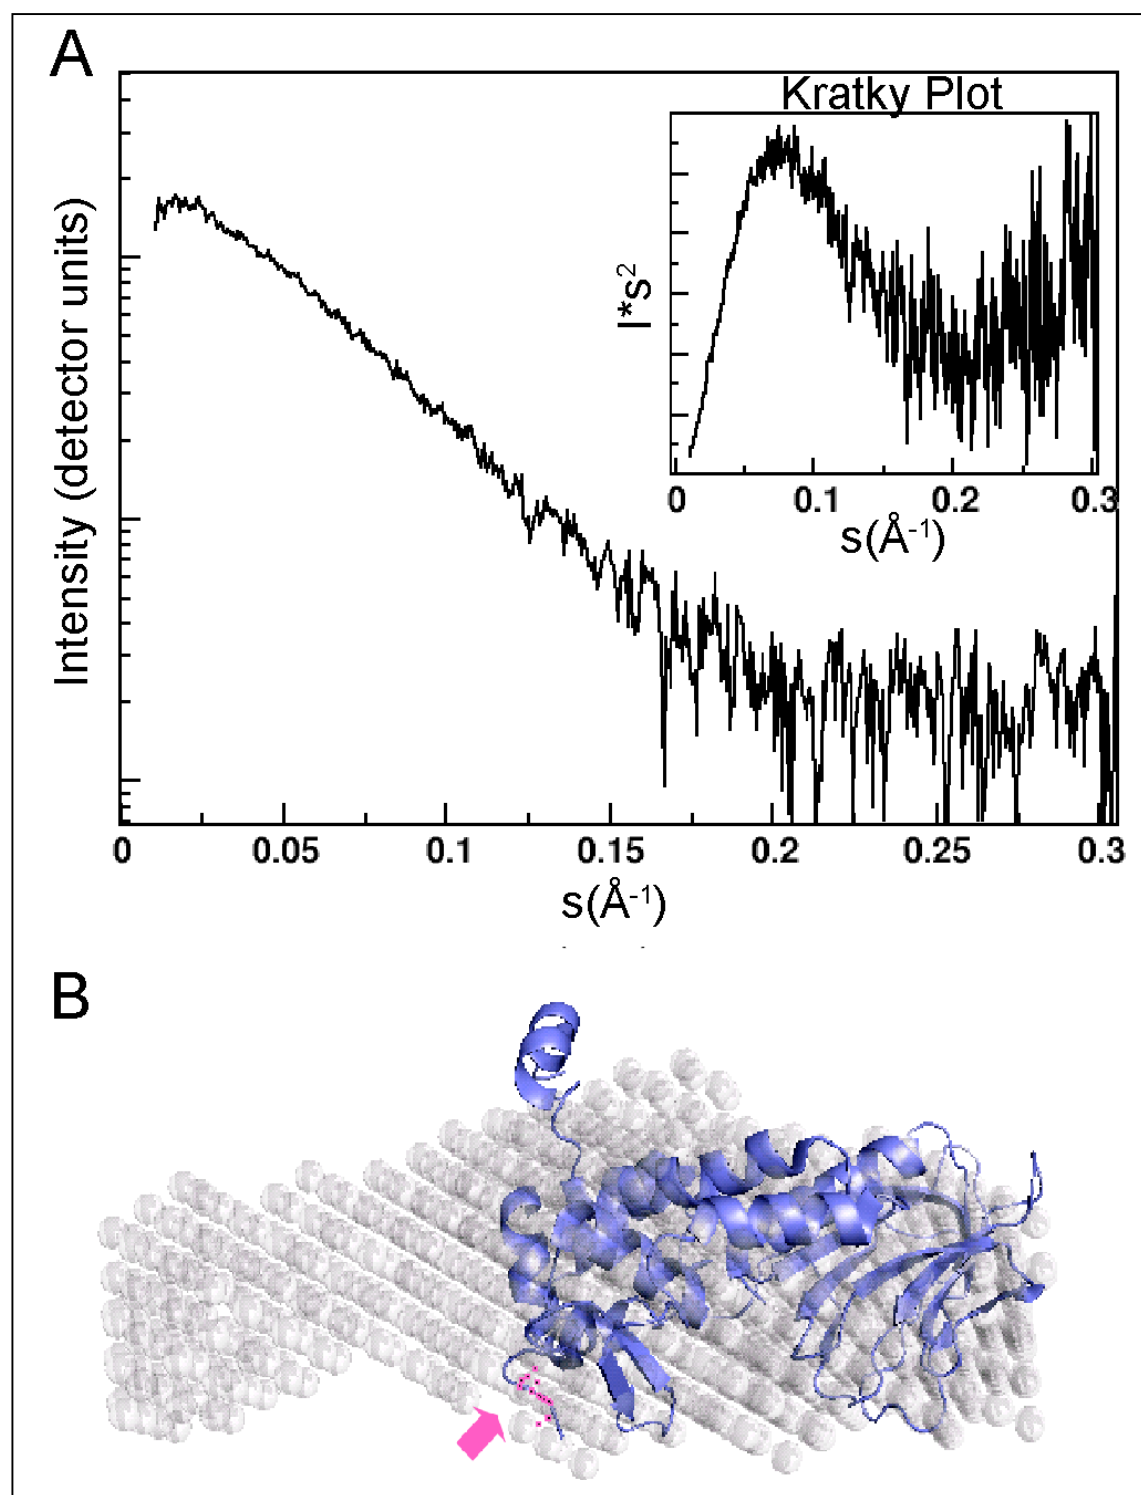 A
Kratky Plot
I*s²
0 0.1 0.2 0.3
s(Å⁻¹)
Intensity (detector units)
0 0.05 0.1 0.15 0.2 0.25 0.3
s(Å⁻¹)
B